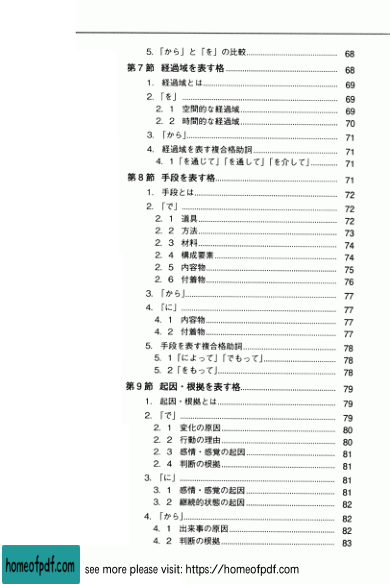 5.「から」と「を」の比較 68
第7節 経過域を表す格 68
1. 経過域とは 69
2.「を」 69
2. 1 空間的な経過域 69
2. 2 時間的な経過域 70
3. 「から」 71
4. 経過域を表す複合格助詞 71
4. 1「を通じて」「を通して」「を介して」 71
第8節 手段を表す格 71
1. 手段とは 72
2.「で」 72
2. 1 道具 72
2. 2 方法 73
2. 3 材料 74
2. 4 構成要素 74
2. 5 内容物 75
2. 6 付着物 76
3.「から」 77
4.「に」 77
4. 1 内容物 77
4. 2 付着物 77
5. 手段を表す複合格助詞 78
5. 1「によって」「でもって」 78
5. 2「をもって」 78
第9節 起因・根拠を表す格 79
1. 起因・根拠とは 79
2.「で」 79
2. 1 変化の原因 80
2. 2 行動の理由 80
2. 3 感情・感覚の起因 81
2. 4 判断の根拠 81
3.「に」 81
3. 1 感情・感覚の起因 81
3. 2 継続的状態の起因 82
4.「から」 82
4. 1 出来事の原因 82
4. 2 判断の根拠 83
homeofpdf.com
see more please visit: https://homeofpdf.com